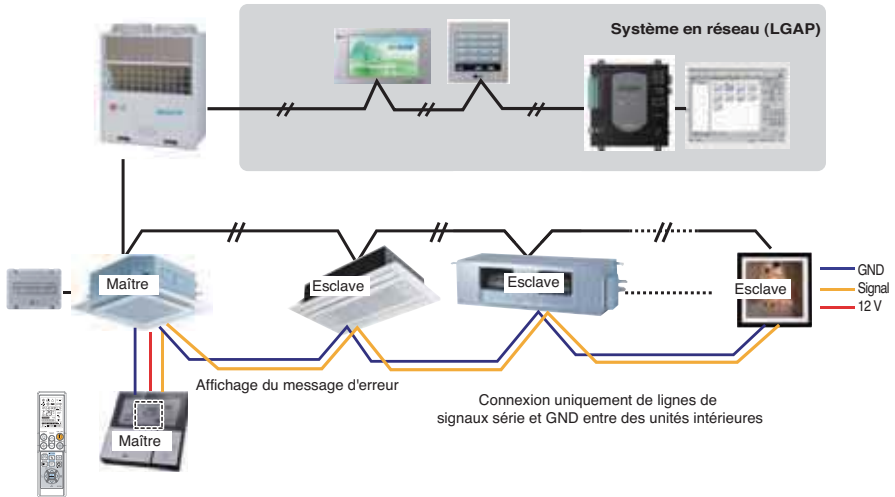 Système en réseau (LGAP)
Maître
Esclave
Esclave
Esclave
GND
Signal
12 V
Affichage du message d'erreur
Connexion uniquement de lignes de
signaux série et GND entre des unités intérieures
Maître